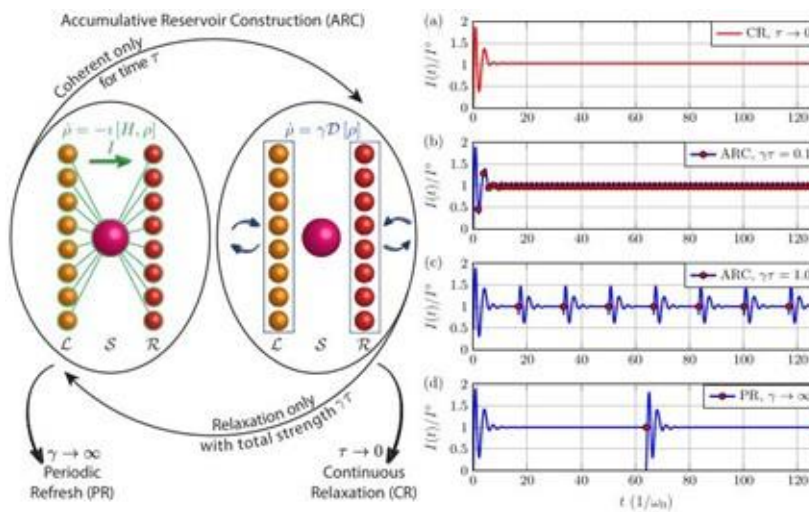 Accumulative Reservoir Construction (ARC)
Coherent only
for time τ
ρ̇ = −ı [H, ρ]
I
ρ̇ = γD [ρ]
L S R
L S R
Relaxation only
with total strength γτ
γ → ∞
Periodic
Refresh (PR)
τ → 0
Continuous
Relaxation (CR)
(a)
I(t)/I°
2
1.5
1
0.5
0
CR, τ → 0
0 20 40 60 80 100 120
(b)
I(t)/I°
2
1.5
1
0.5
0
ARC, γτ = 0.1
0 20 40 60 80 100 120
(c)
I(t)/I°
2
1.5
1
0.5
0
ARC, γτ = 1.0
0 20 40 60 80 100 120
(d)
I(t)/I°
2
1.5
1
0.5
0
PR, γ → ∞
0 20 40 60 80 100 120
t (1/ω₀)